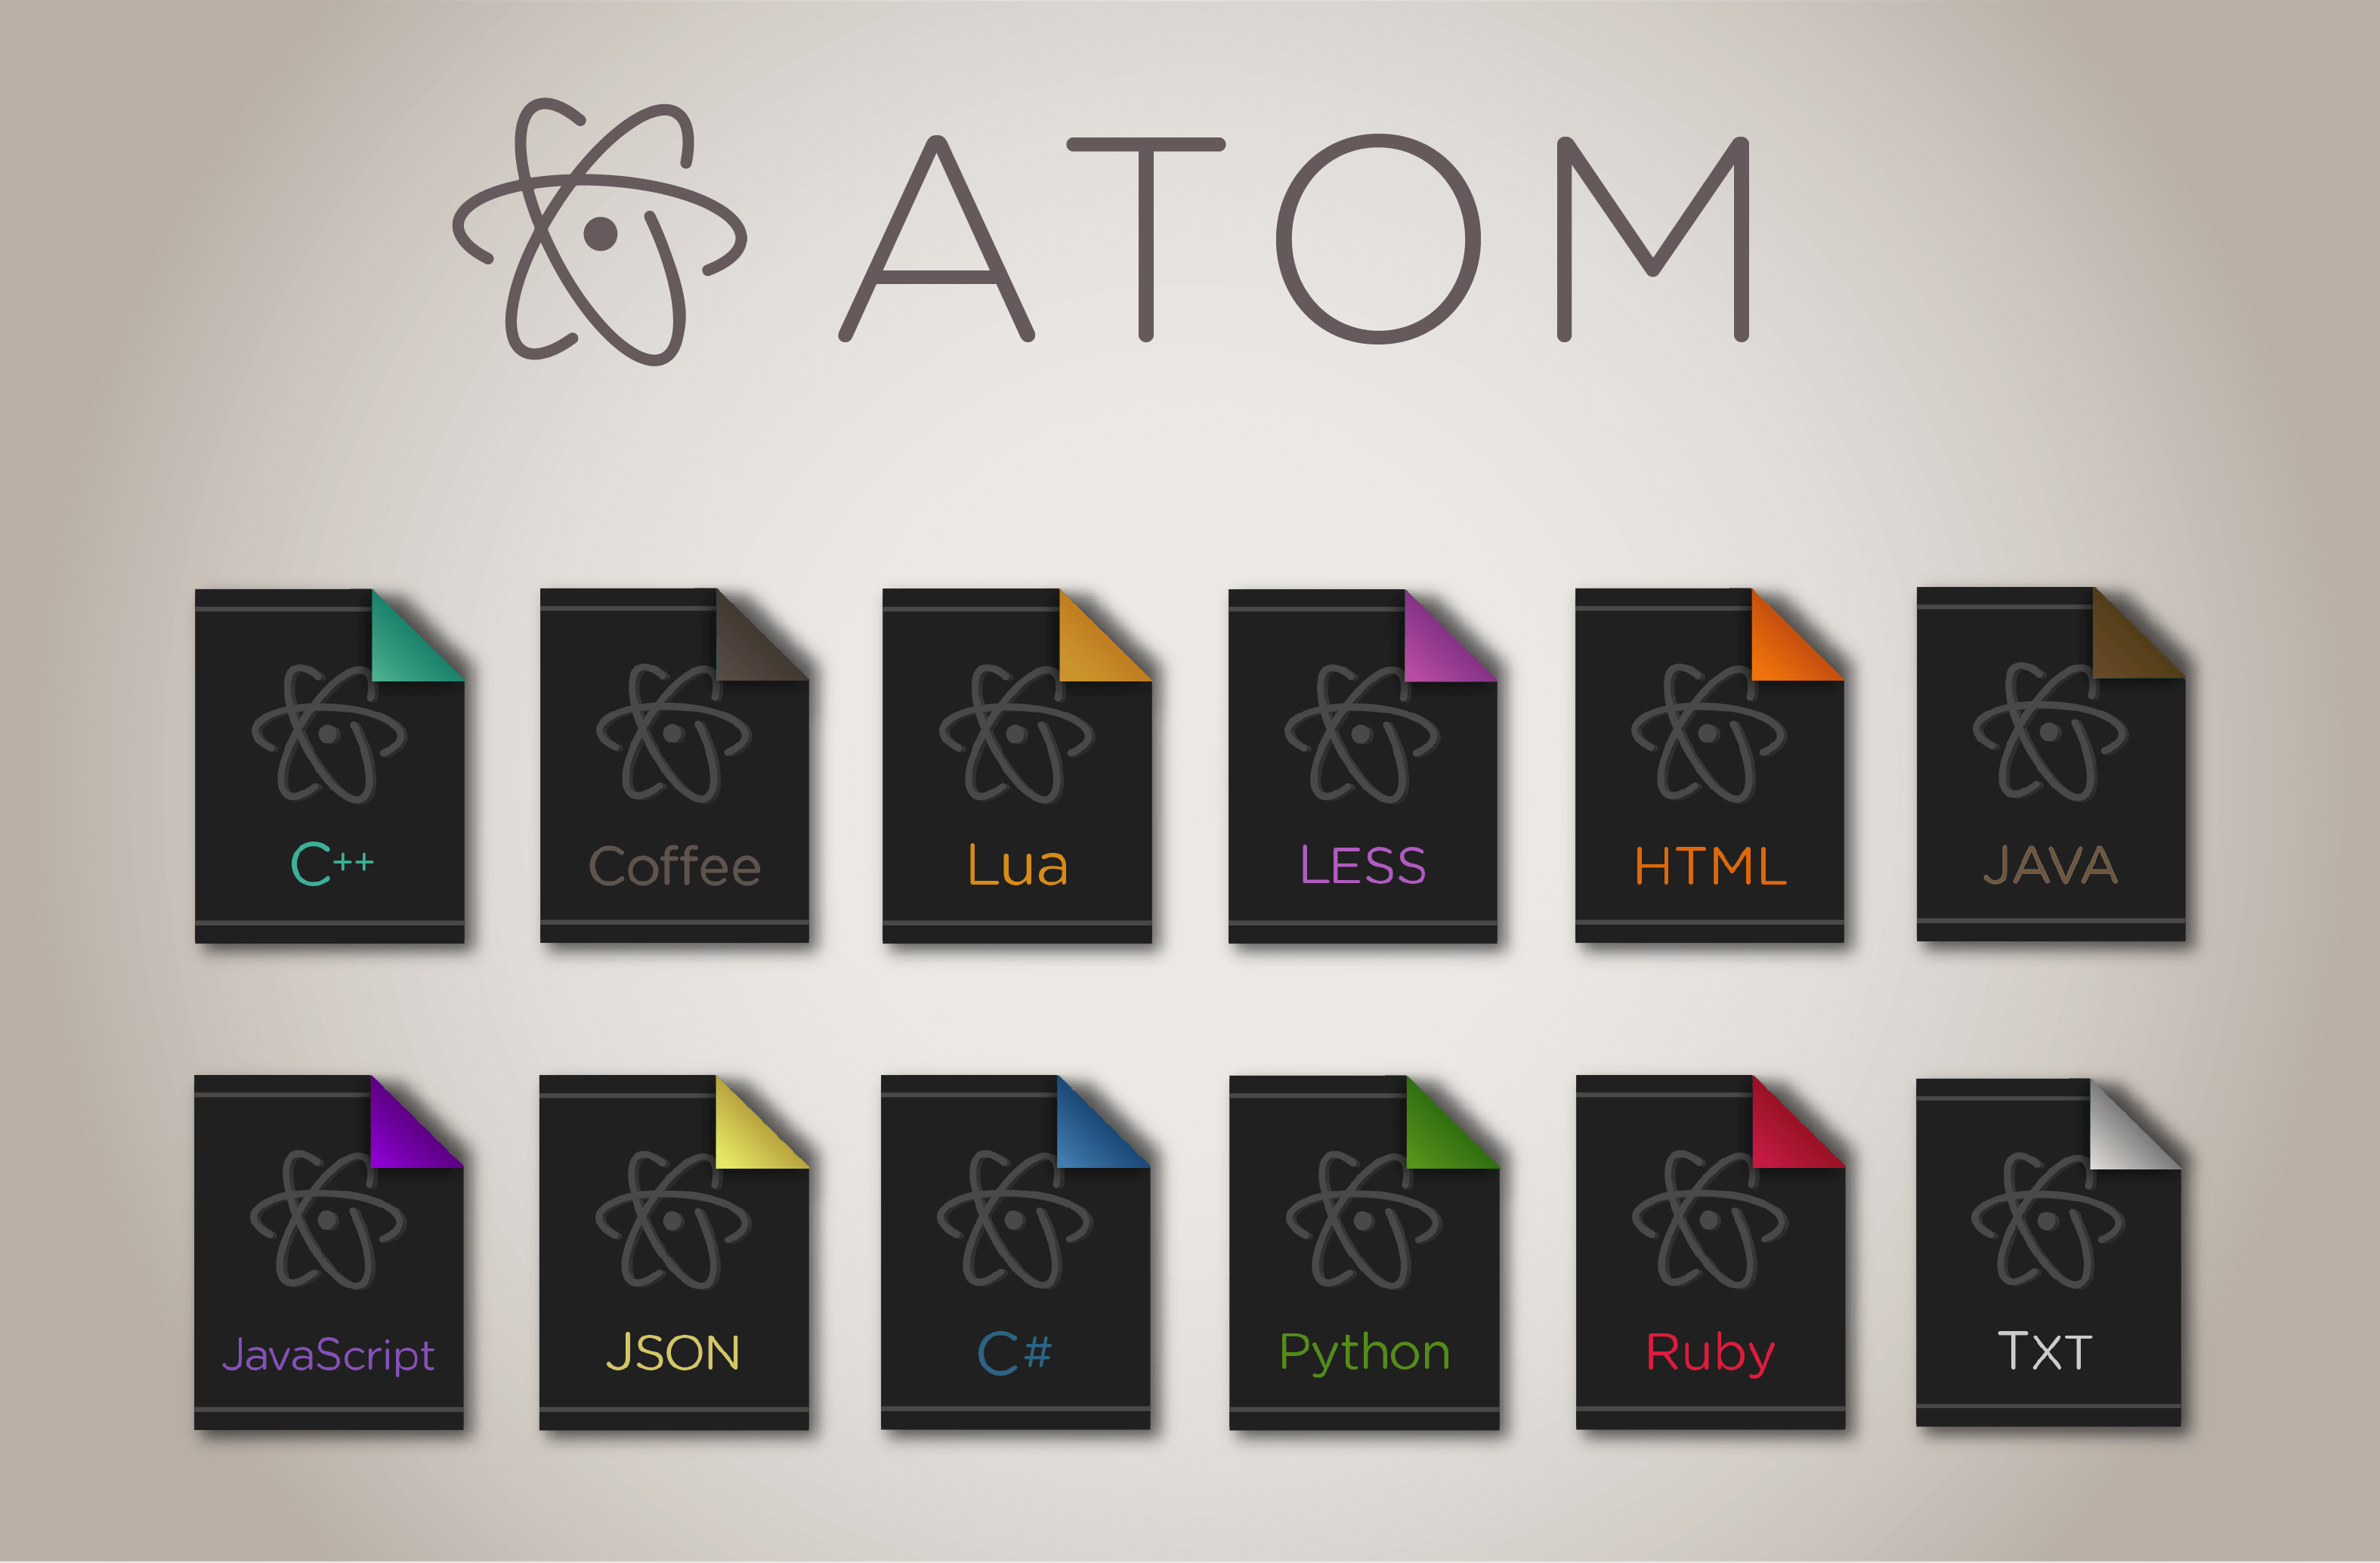 ATOM
C++
Coffee
Lua
LESS
HTML
JAVA
JavaScript
JSON
C#
Python
Ruby
TXT